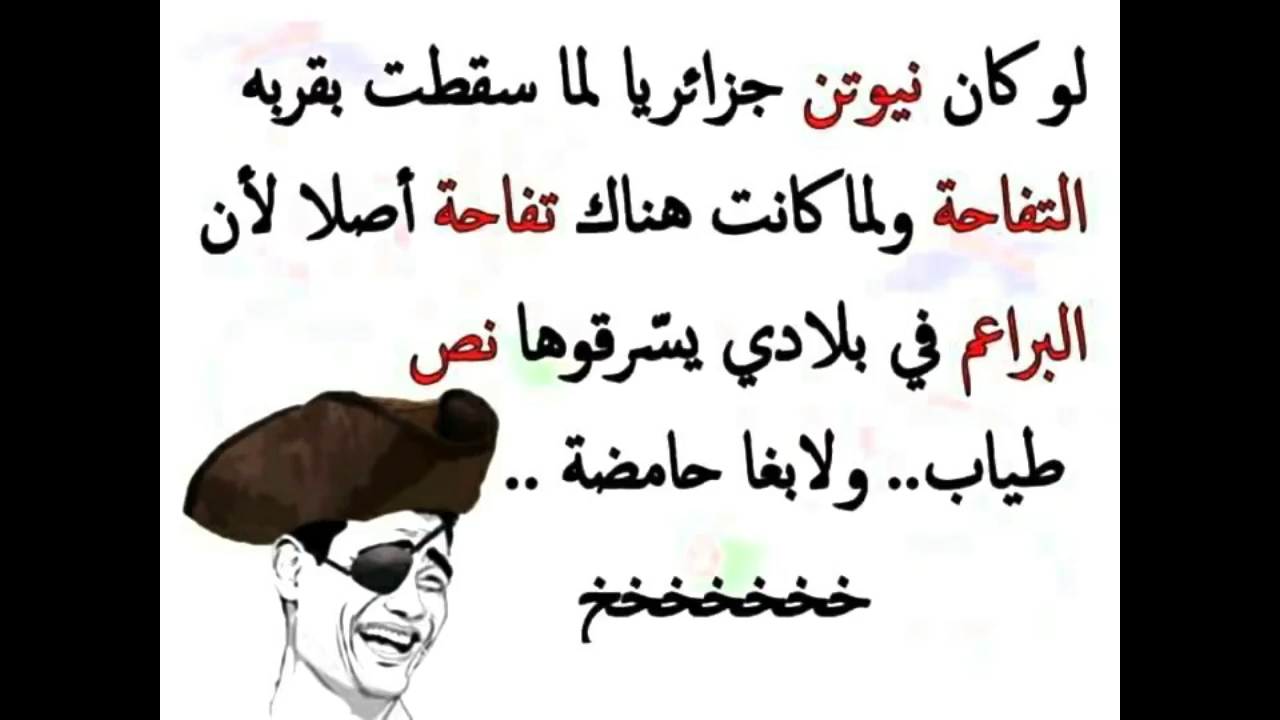 لو كان نيوتن جزائريا لما سقطت بقربه
التفاحة ولما كانت هناك تفاحة أصلا لأن
البراعم في بلادي يسّرقوها نص
طياب.. ولابغا حامضة ..
خخخخخخخ